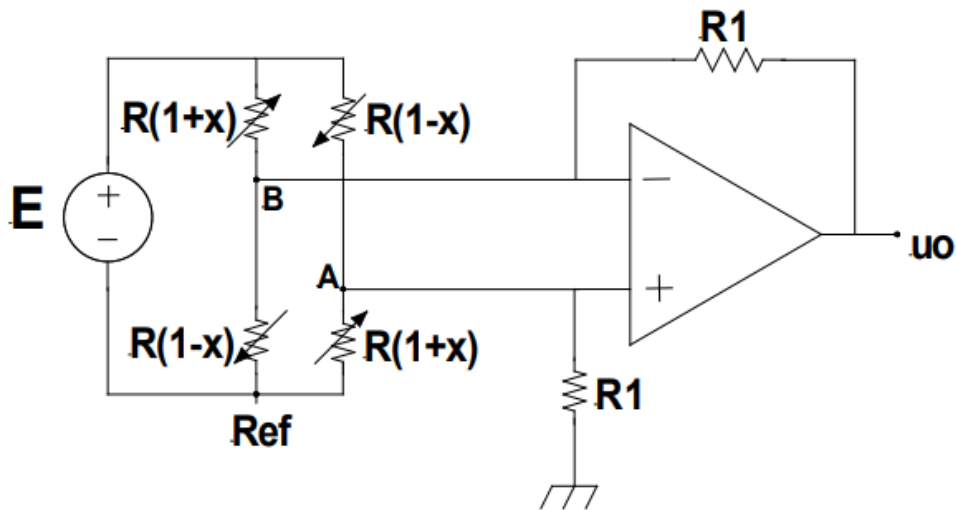 R1
R(1+x)
R(1-x)
+
E
−
B
−
uo
A
+
R(1-x)
R(1+x)
R1
Ref